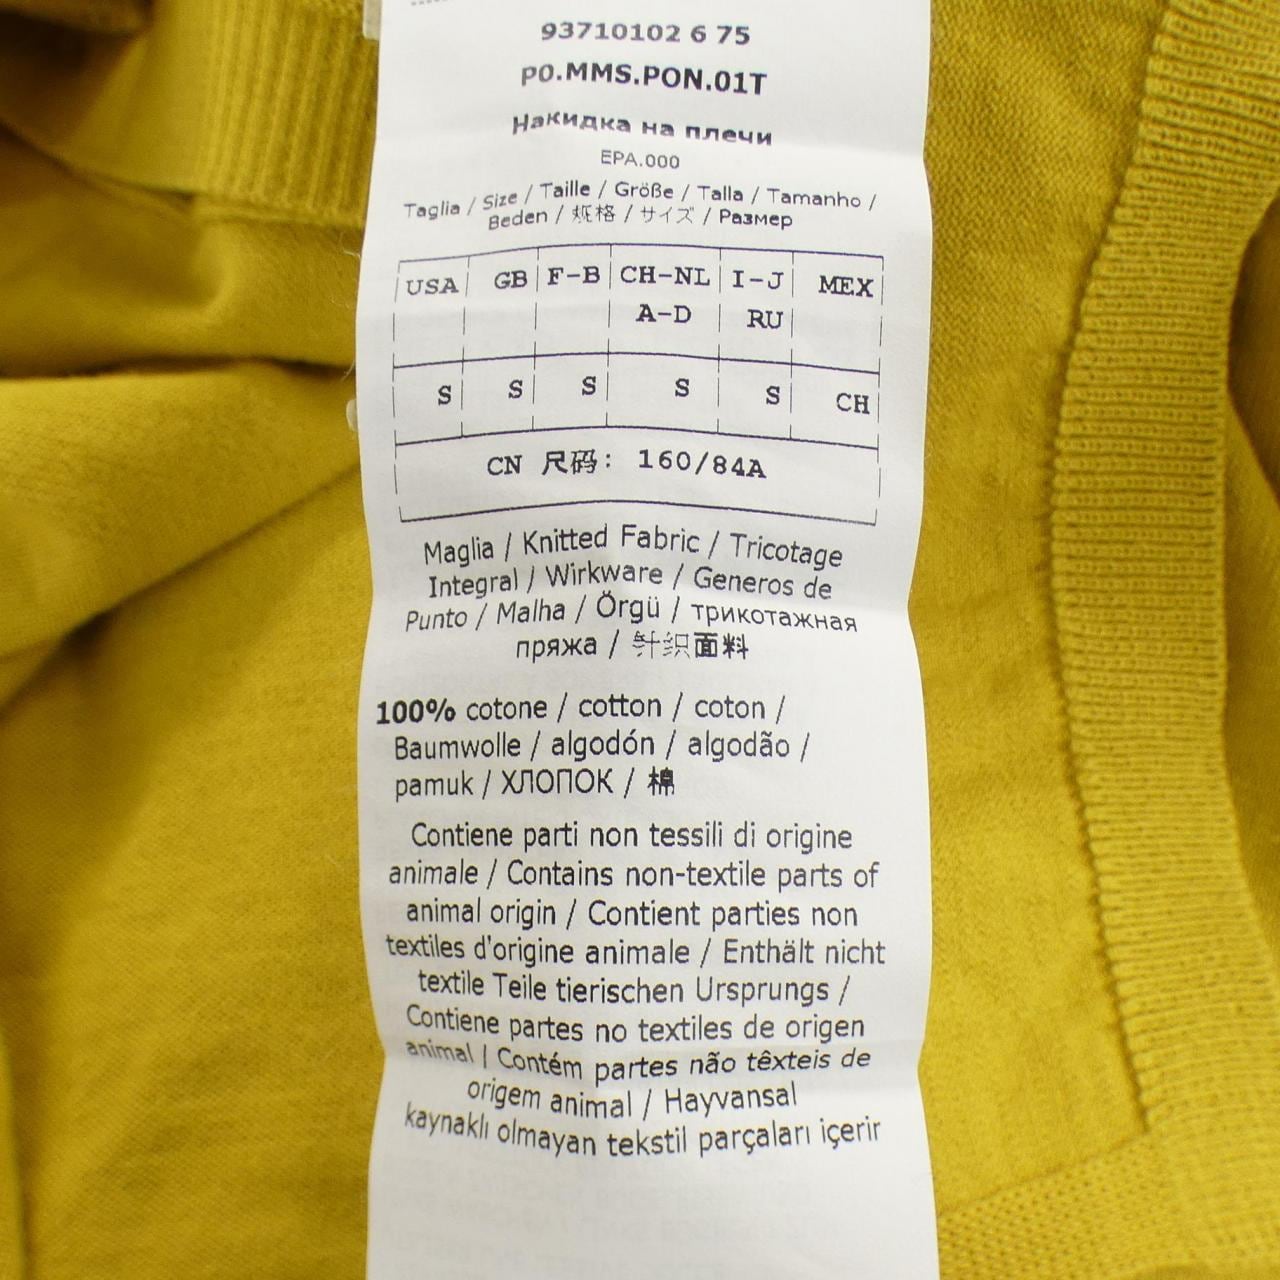 93710102 6 75
PO.MMS.PON.01T
Накидка на плечи
EPA.000
Taglia / Size / Taille / Größe / Talla / Tamanho /
Beden / 规格 / サイズ / Размер
USA GB F-B CH-NL I-J MEX
A-D RU
S S S S S CH
CN 尺码: 160/84A
Maglia / Knitted Fabric / Tricotage
Integral / Wirkware / Generos de
Punto / Malha / Örgü / трикотажная
пряжа / 针织面料
100% cotone / cotton / coton /
Baumwolle / algodón / algodão /
pamuk / ХЛОПОК / 棉
Contiene parti non tessili di origine
animale / Contains non-textile parts of
animal origin / Contient parties non
textiles d'origine animale / Enthält nicht
textile Teile tierischen Ursprungs /
Contiene partes no textiles de origen
animal / Contém partes não têxteis de
origem animal / Hayvansal
kaynaklı olmayan tekstil parçaları içerir